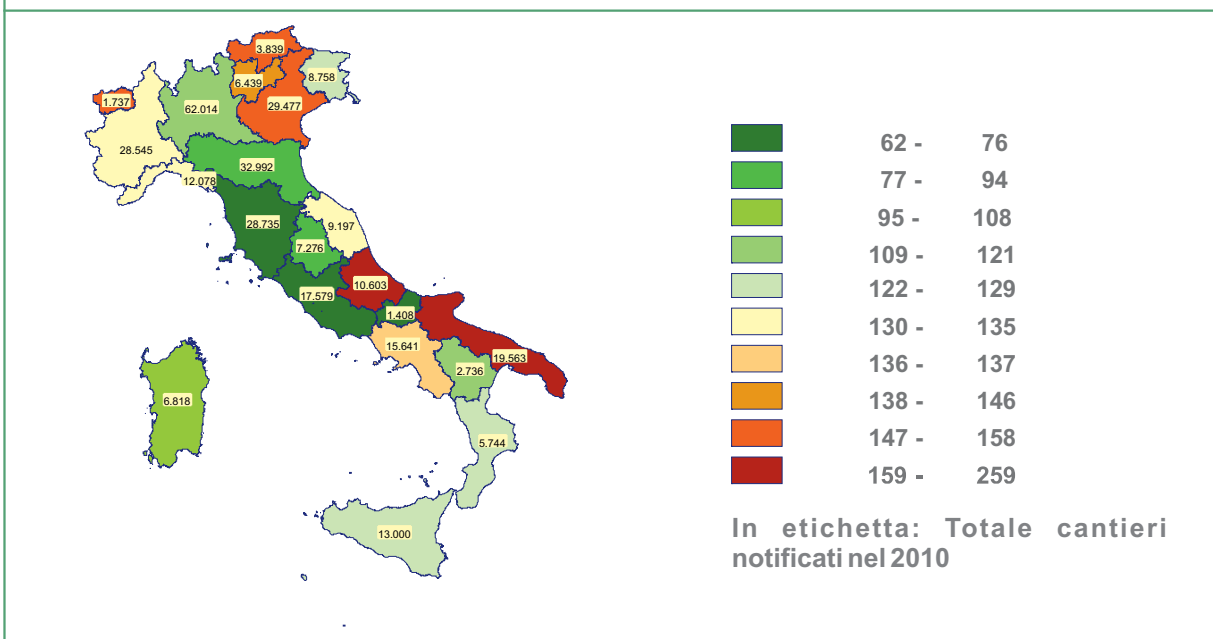 3.839
8.758
6.439
1.737
29.477
62.014
28.545
32.992
12.078
28.735
9.197
7.276
10.603
17.579
1.408
15.641
19.563
2.736
6.818
5.744
13.000
62 - 76
77 - 94
95 - 108
109 - 121
122 - 129
130 - 135
136 - 137
138 - 146
147 - 158
159 - 259
In etichetta: Totale cantieri
notificati nel 2010